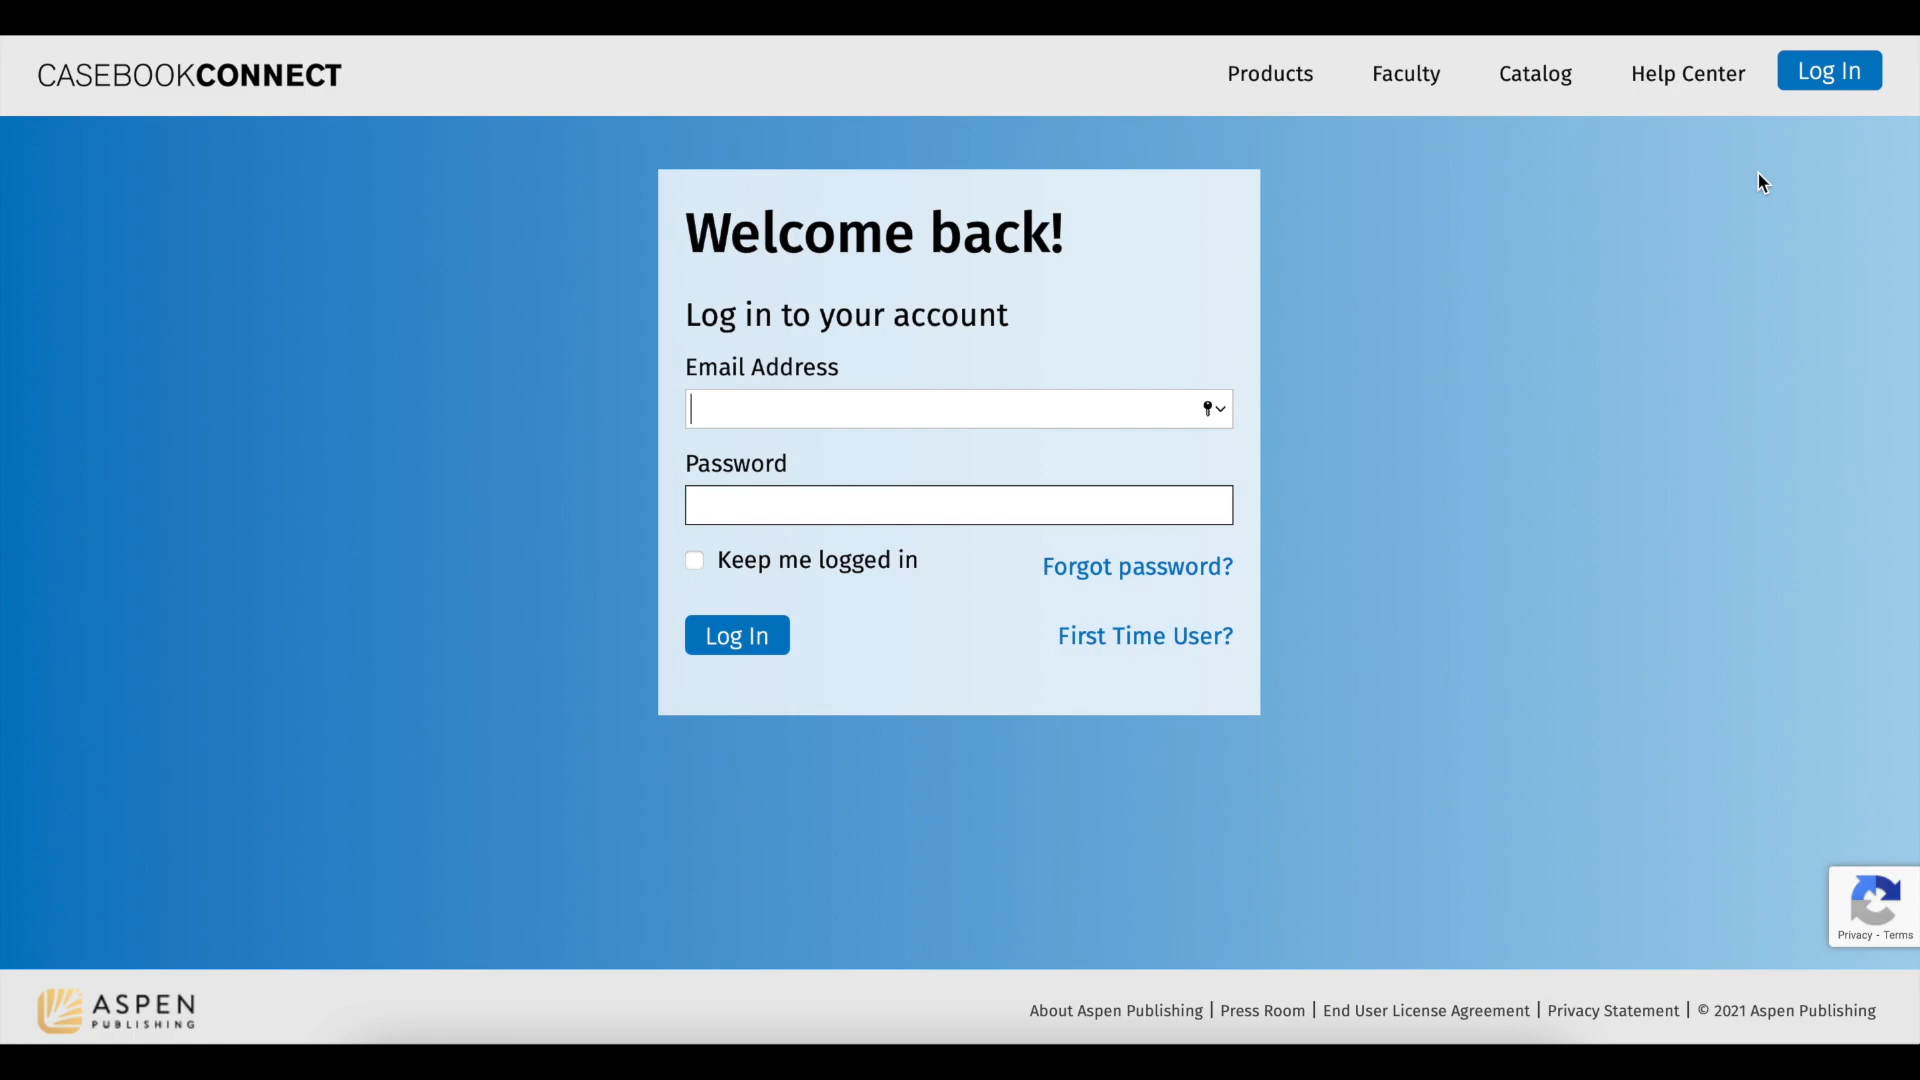 CASEBOOKCONNECT
Products Faculty Catalog Help Center Log In
Welcome back!
Log in to your account
Email Address
Password
Keep me logged in Forgot password?
Log In First Time User?
Privacy - Terms
ASPEN
PUBLISHING
About Aspen Publishing | Press Room | End User License Agreement | Privacy Statement | © 2021 Aspen Publishing